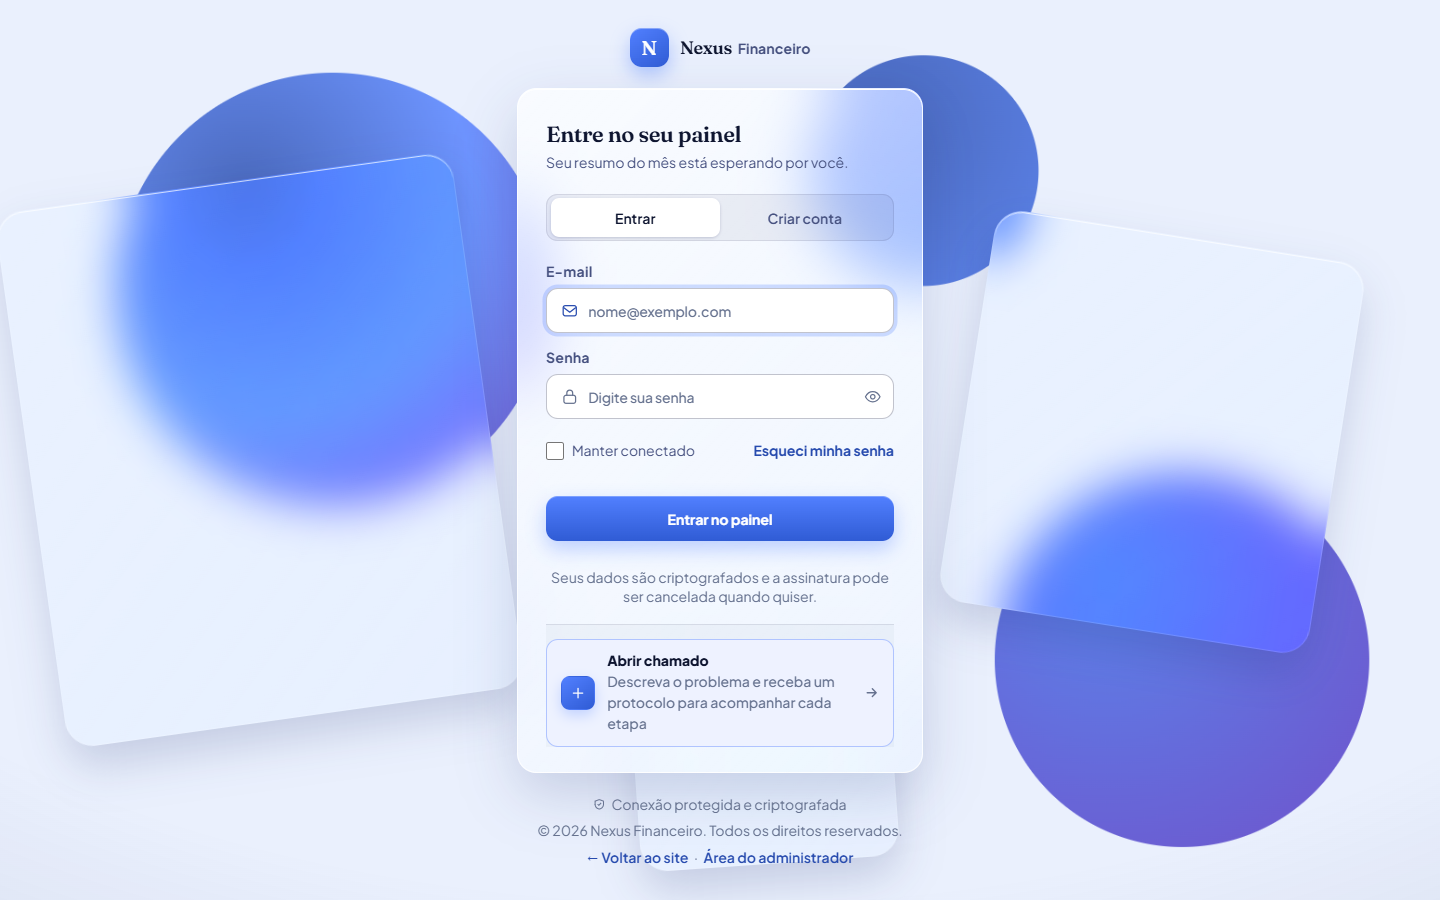 N Nexus Financeiro
Entre no seu painel
Seu resumo do mês está esperando por você.
Entrar Criar conta
E-mail
nome@exemplo.com
Senha
Digite sua senha
Manter conectado Esqueci minha senha
Entrar no painel
Seus dados são criptografados e a assinatura pode
ser cancelada quando quiser.
Abrir chamado
Descreva o problema e receba um
protocolo para acompanhar cada
etapa
Conexão protegida e criptografada
© 2026 Nexus Financeiro. Todos os direitos reservados.
← Voltar ao site · Área do administrador